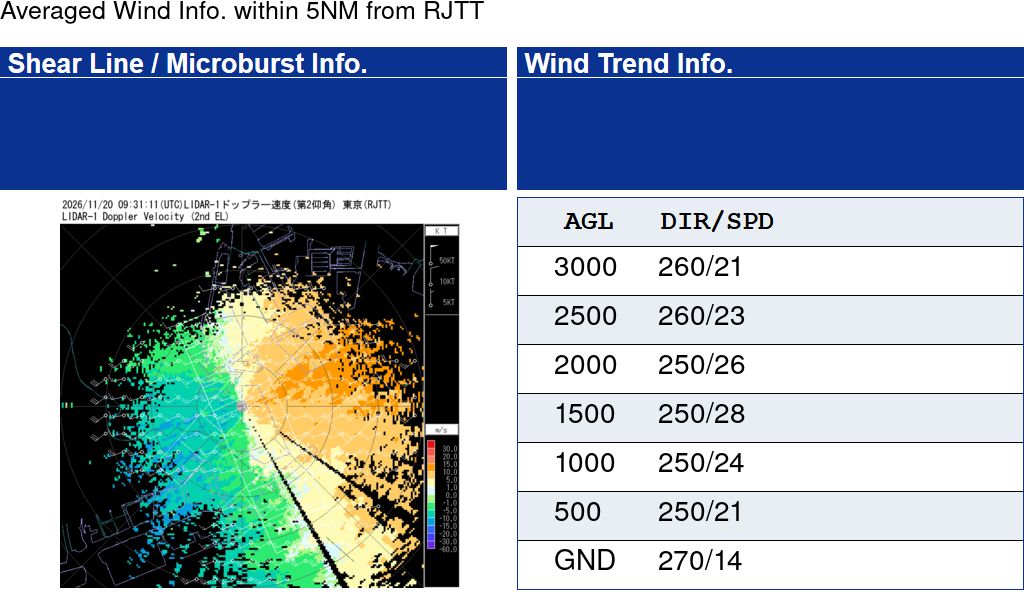 Averaged Wind Info. within 5NM from RJTT
Shear Line / Microburst Info.
Wind Trend Info.
2026/11/20 09:31:11(UTC)LIDAR-1ドップラー速度(第2仰角) 東京(RJTT)
LIDAR-1 Doppler Velocity (2nd EL)
K T
50KT
10KT
5KT
m/s
30.0
20.0
15.0
10.0
5.0
1.0
0.0
-1.0
-5.0
-10.0
-15.0
-20.0
-30.0
-60.0
AGL DIR/SPD
3000 260/21
2500 260/23
2000 250/26
1500 250/28
1000 250/24
500 250/21
GND 270/14